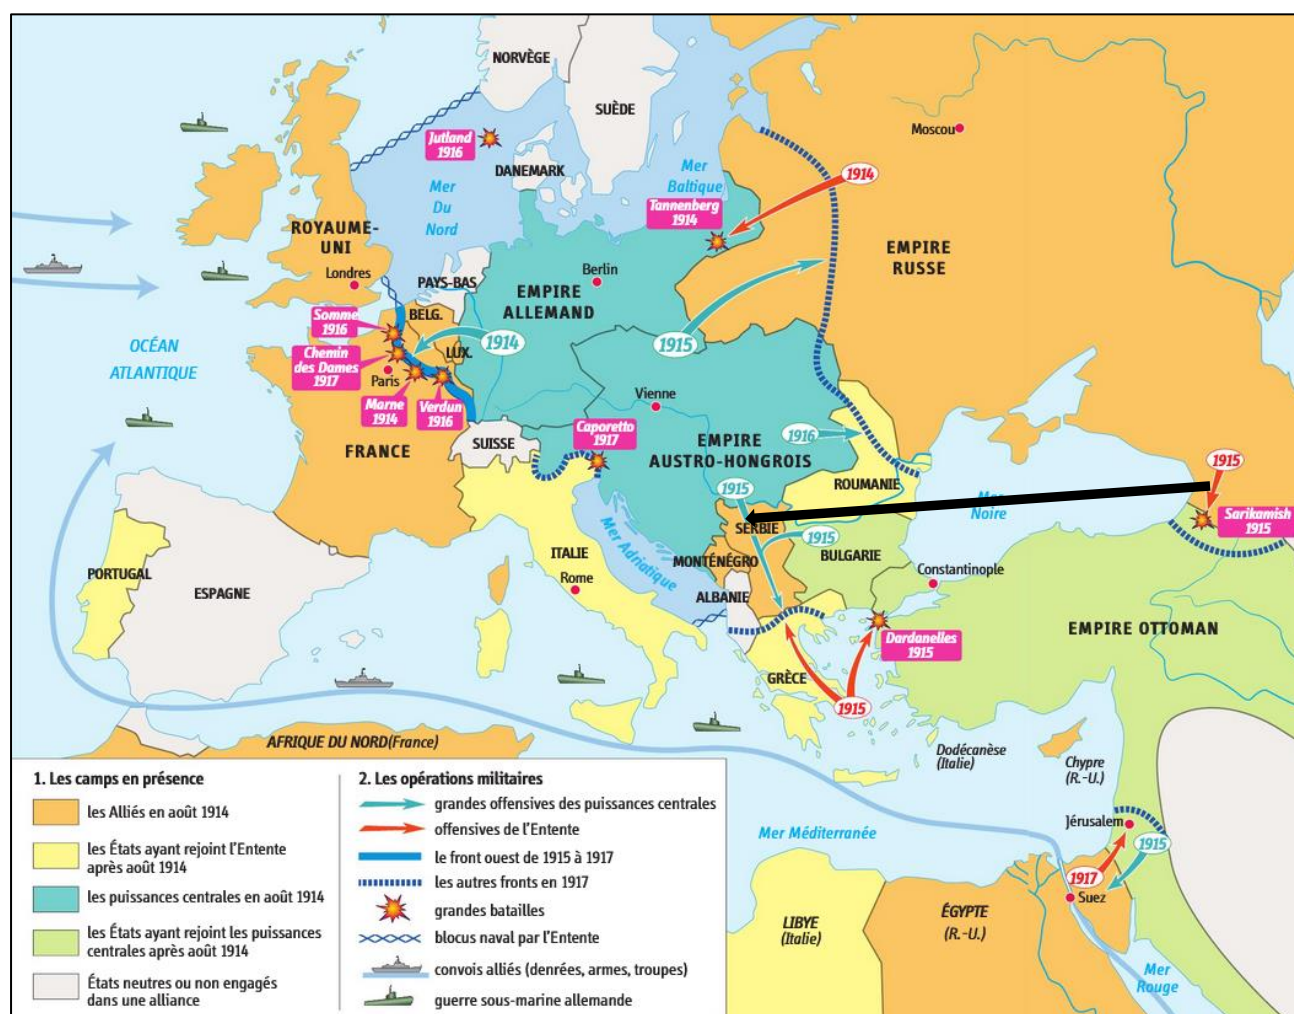 NORVÈGE
SUÈDE
Moscou
Jutland
1916
DANEMARK
Mer
Baltique
1914
Mer
Du
Nord
Tannenberg
1914
ROYAUME-
UNI
EMPIRE
RUSSE
Londres
PAYS-BAS
Berlin
EMPIRE
ALLEMAND
BELG.
Somme
1916
1914
1915
OCÉAN
ATLANTIQUE
Chemin
des Dames
1917
LUX.
Paris
Marne
1914
Verdun
1916
Vienne
SUISSE
Caporetto
1917
EMPIRE
AUSTRO-HONGROIS
1916
FRANCE
1915
1915
ROUMANIE
Noire
Sarikamish
1915
SERBIE
1915
BULGARIE
ITALIE
Rome
Mer Adriatique
MONTÉNÉGRO
Constantinople
PORTUGAL
ESPAGNE
ALBANIE
EMPIRE OTTOMAN
Dardanelles
1915
GRÈCE
1915
AFRIQUE DU NORD(France)
Dodécanèse
(Italie)
Chypre
(R.-U.)
Mer Méditerranée
Jérusalem
1915
1917
Suez
LIBYE
(Italie)
ÉGYPTE
(R.-U.)
Mer
Rouge
1. Les camps en présence
les Alliés en août 1914
les États ayant rejoint l'Entente
après août 1914
les puissances centrales en août 1914
les États ayant rejoint les puissances
centrales après août 1914
États neutres ou non engagés
dans une alliance
2. Les opérations militaires
grandes offensives des puissances centrales
offensives de l'Entente
le front ouest de 1915 à 1917
les autres fronts en 1917
grandes batailles
blocus naval par l'Entente
convois alliés (denrées, armes, troupes)
guerre sous-marine allemande